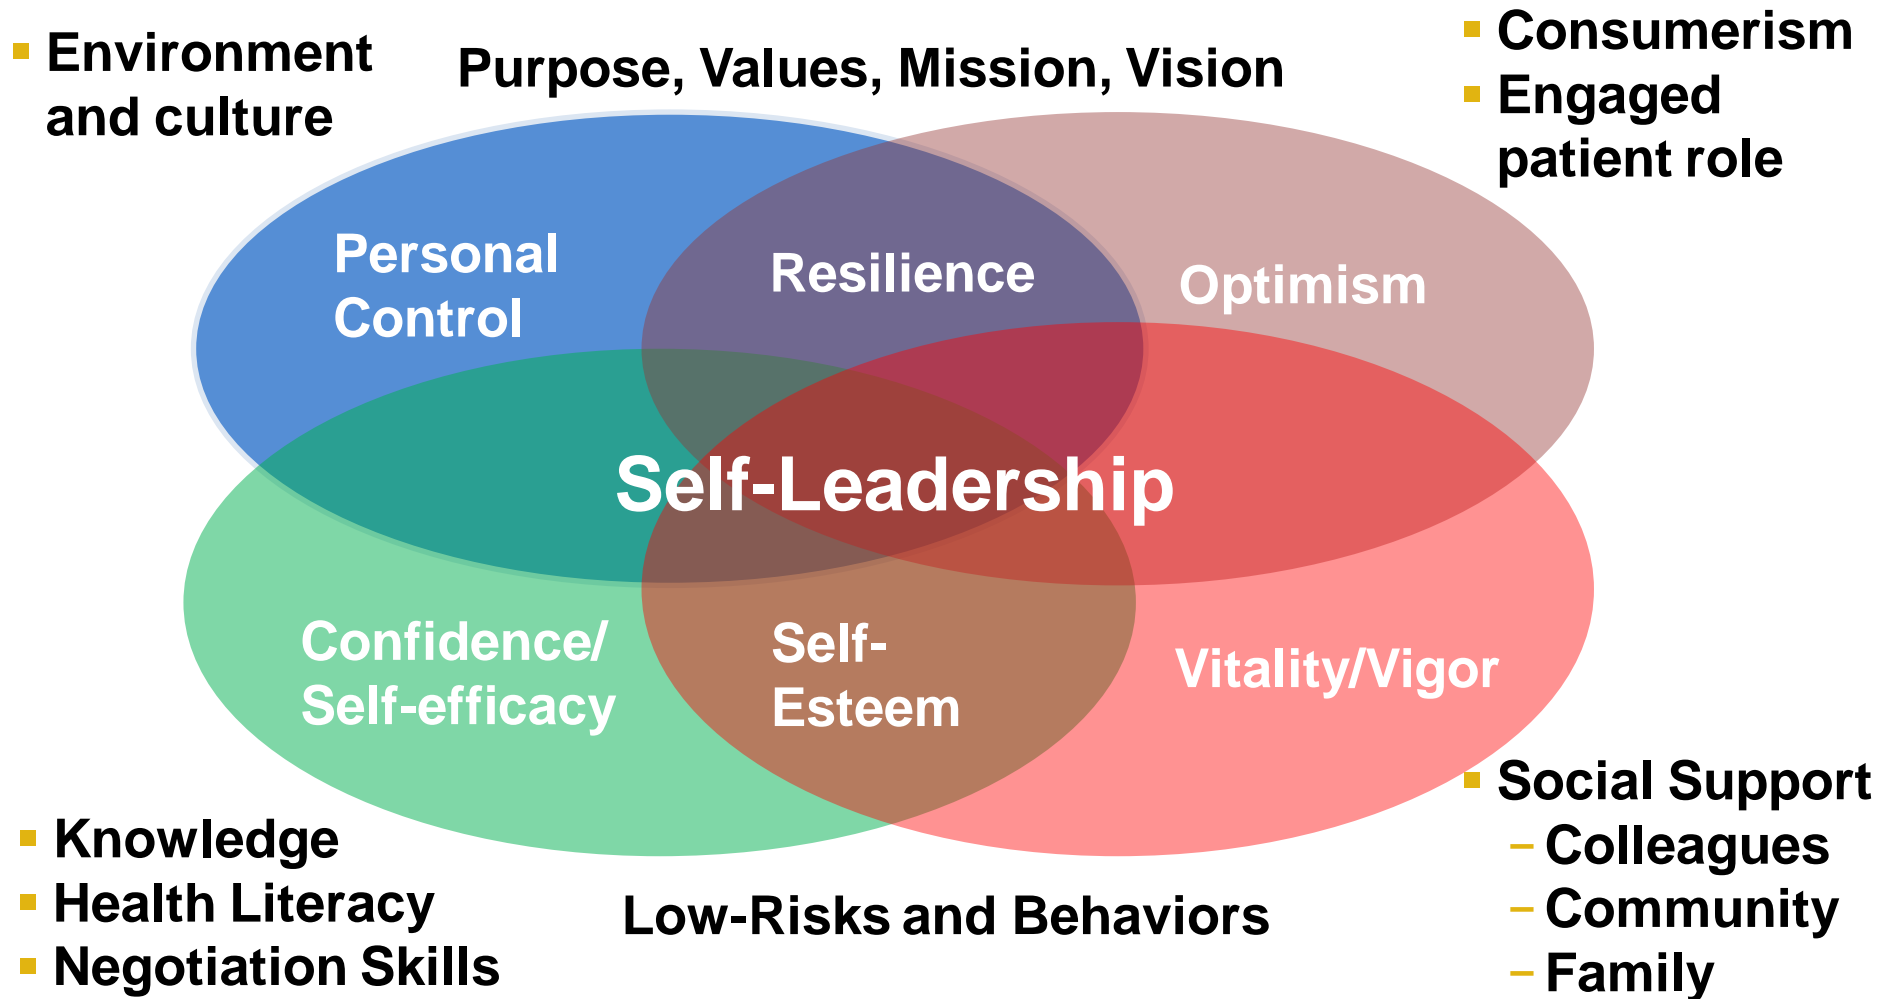 ▪ Environment
and culture
Purpose, Values, Mission, Vision
▪ Consumerism
▪ Engaged
patient role
Personal
Control
Resilience
Optimism
Self-Leadership
Confidence/
Self-efficacy
Self-
Esteem
Vitality/Vigor
▪ Knowledge
▪ Health Literacy
▪ Negotiation Skills
Low-Risks and Behaviors
▪ Social Support
– Colleagues
– Community
– Family